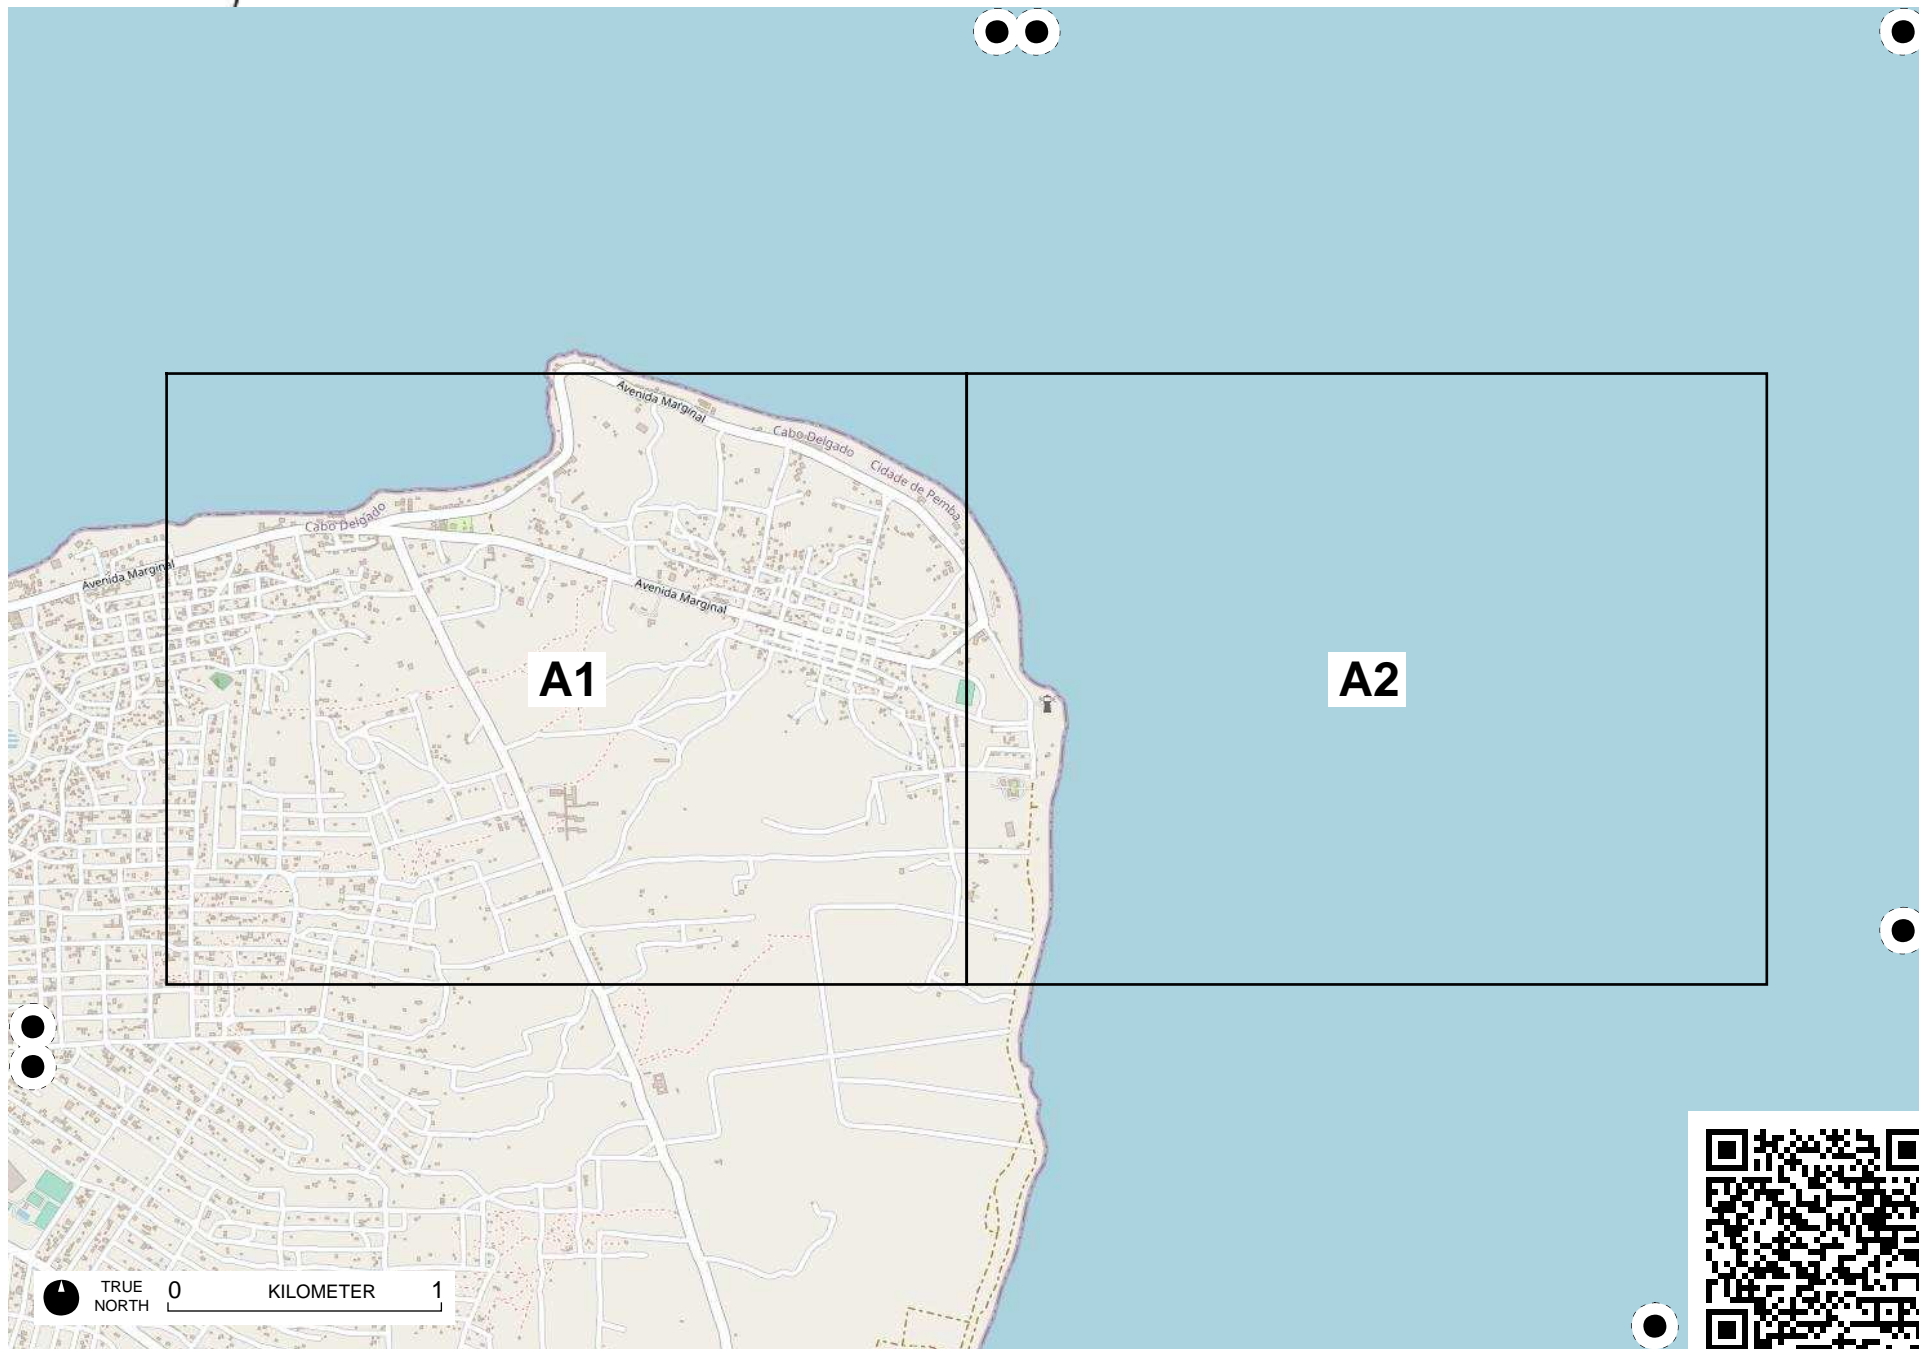 Avenida Marginal
Cabo Delgado
Cidade de Pemba
Cabo Delgado
Avenida Marginal
Avenida Marginal
A1
A2
TRUE
NORTH
0 KILOMETER 1